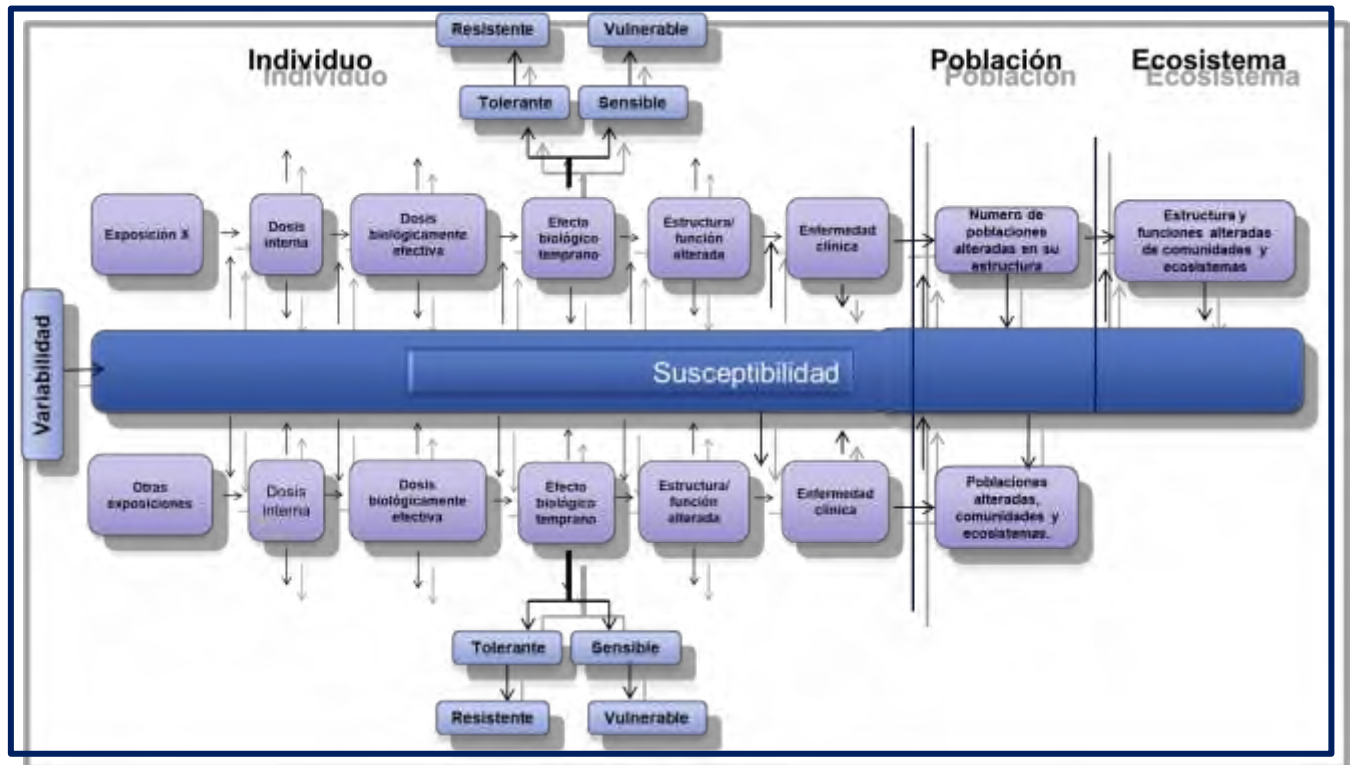 Resistente
Vulnerable
Individuo
Población
Ecosistema
Tolerante
Sensible
Exposición X
Dosis
interna
Dosis
biológicamente
efectiva
Efecto
biológico
temprano
Estructura/
función
alterada
Enfermedad
clínica
Numero de
poblaciones
alteradas en su
estructura
Estructura y
funciones alteradas
de comunidades y
ecosistemas
Variabilidad
Susceptibilidad
Otras
exposiciones
Dosis
interna
Dosis
biológicamente
efectiva
Efecto
biológico
temprano
Estructura/
función
alterada
Enfermedad
clínica
Poblaciones
alteradas,
comunidades y
ecosistemas.
Tolerante
Sensible
Resistente
Vulnerable